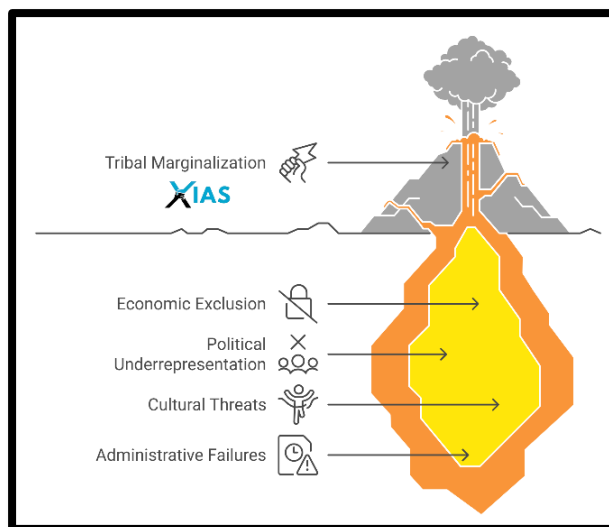 Tribal Marginalization
XIAS
Economic Exclusion
Political
Underrepresentation
Cultural Threats
Administrative Failures